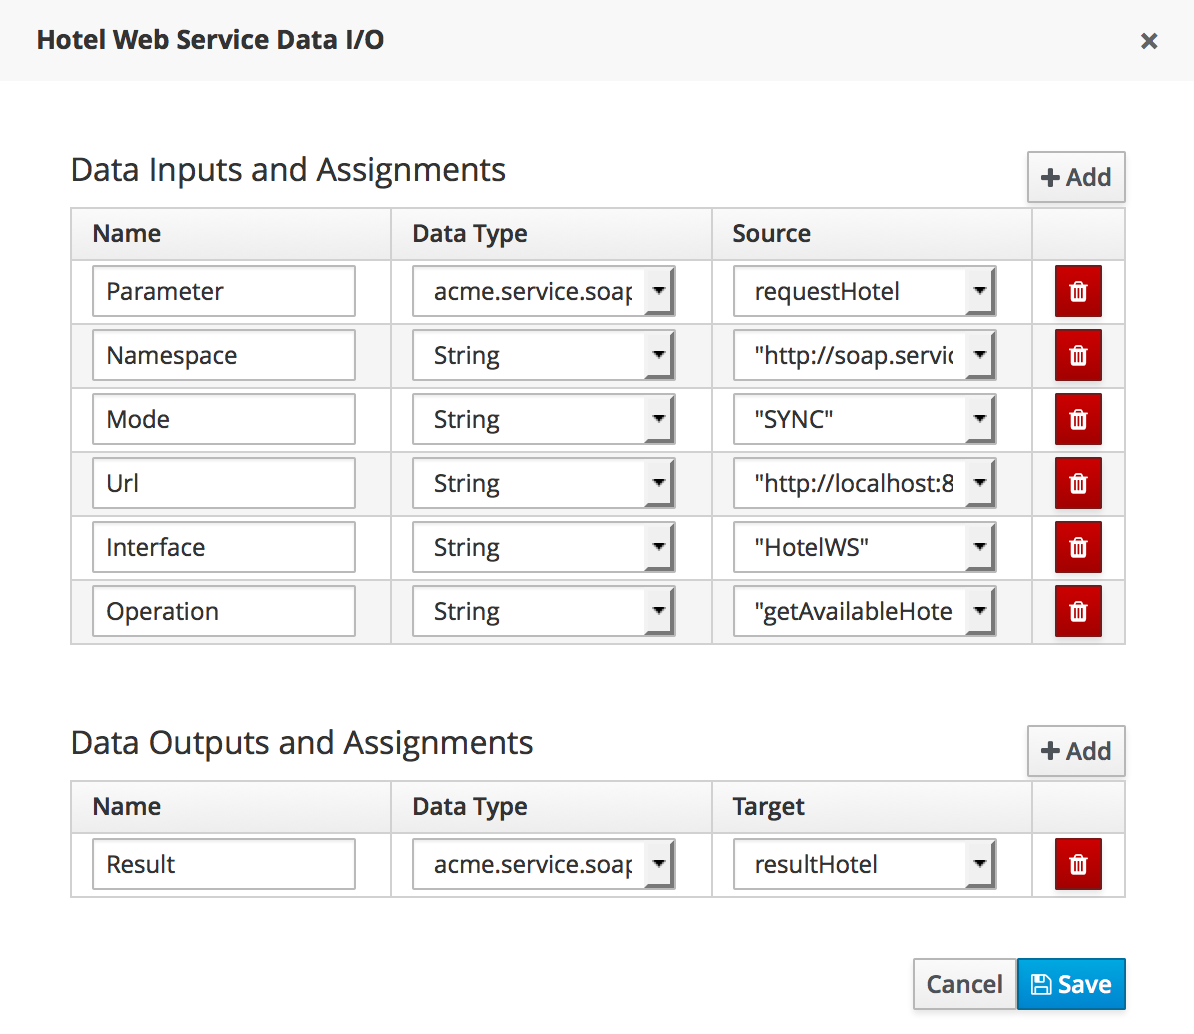 Hotel Web Service Data I/O
Data Inputs and Assignments
Add
Name Data Type Source
Parameter acme.service.soap requestHotel
Namespace String "http://soap.servic
Mode String "SYNC"
Url String "http://localhost:8
Interface String "HotelWS"
Operation String "getAvailableHote
Data Outputs and Assignments
Add
Name Data Type Target
Result acme.service.soap resultHotel
Cancel Save